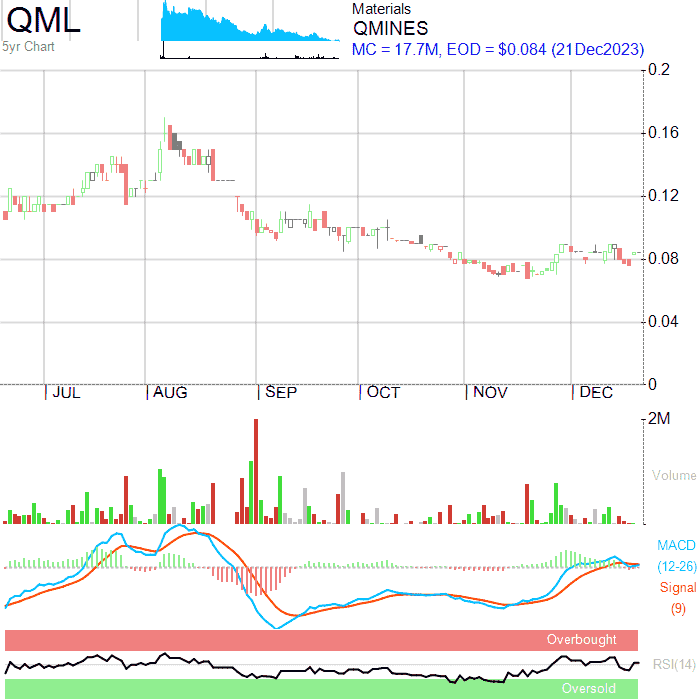 QML
5yr Chart
Materials
QMINES
MC = 17.7M, EOD = $0.084 (21Dec2023)
0.2
0.16
0.12
0.08
0.04
0
JUL AUG SEP OCT NOV DEC
2M
Volume
MACD
(12-26)
Signal
(9)
Overbought
RSI(14)
Oversold